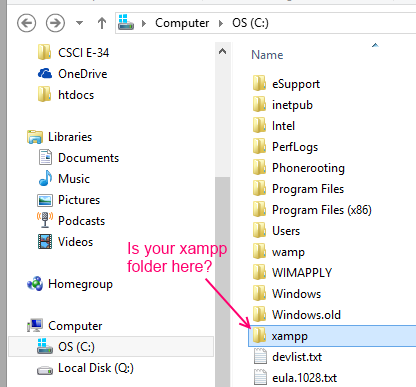 Computer OS (C:)
CSCI E-34
OneDrive
htdocs
Libraries
Documents
Music
Pictures
Podcasts
Videos
Homegroup
Computer
OS (C:)
Local Disk (Q:)
Name
eSupport
inetpub
Intel
PerfLogs
Phonerooting
Program Files
Program Files (x86)
Users
wamp
WIMAPPLY
Windows
Windows.old
xampp
devlist.txt
eula.1028.txt
Is your xampp
folder here?